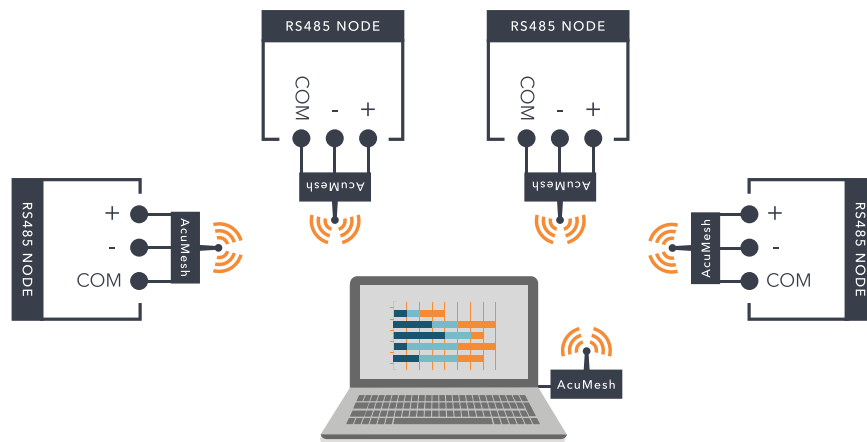 RS485 NODE
COM - +
AcuMesh
RS485 NODE
COM - +
AcuMesh
RS485 NODE
+
-
COM
AcuMesh
RS485 NODE
+
-
COM
AcuMesh
AcuMesh